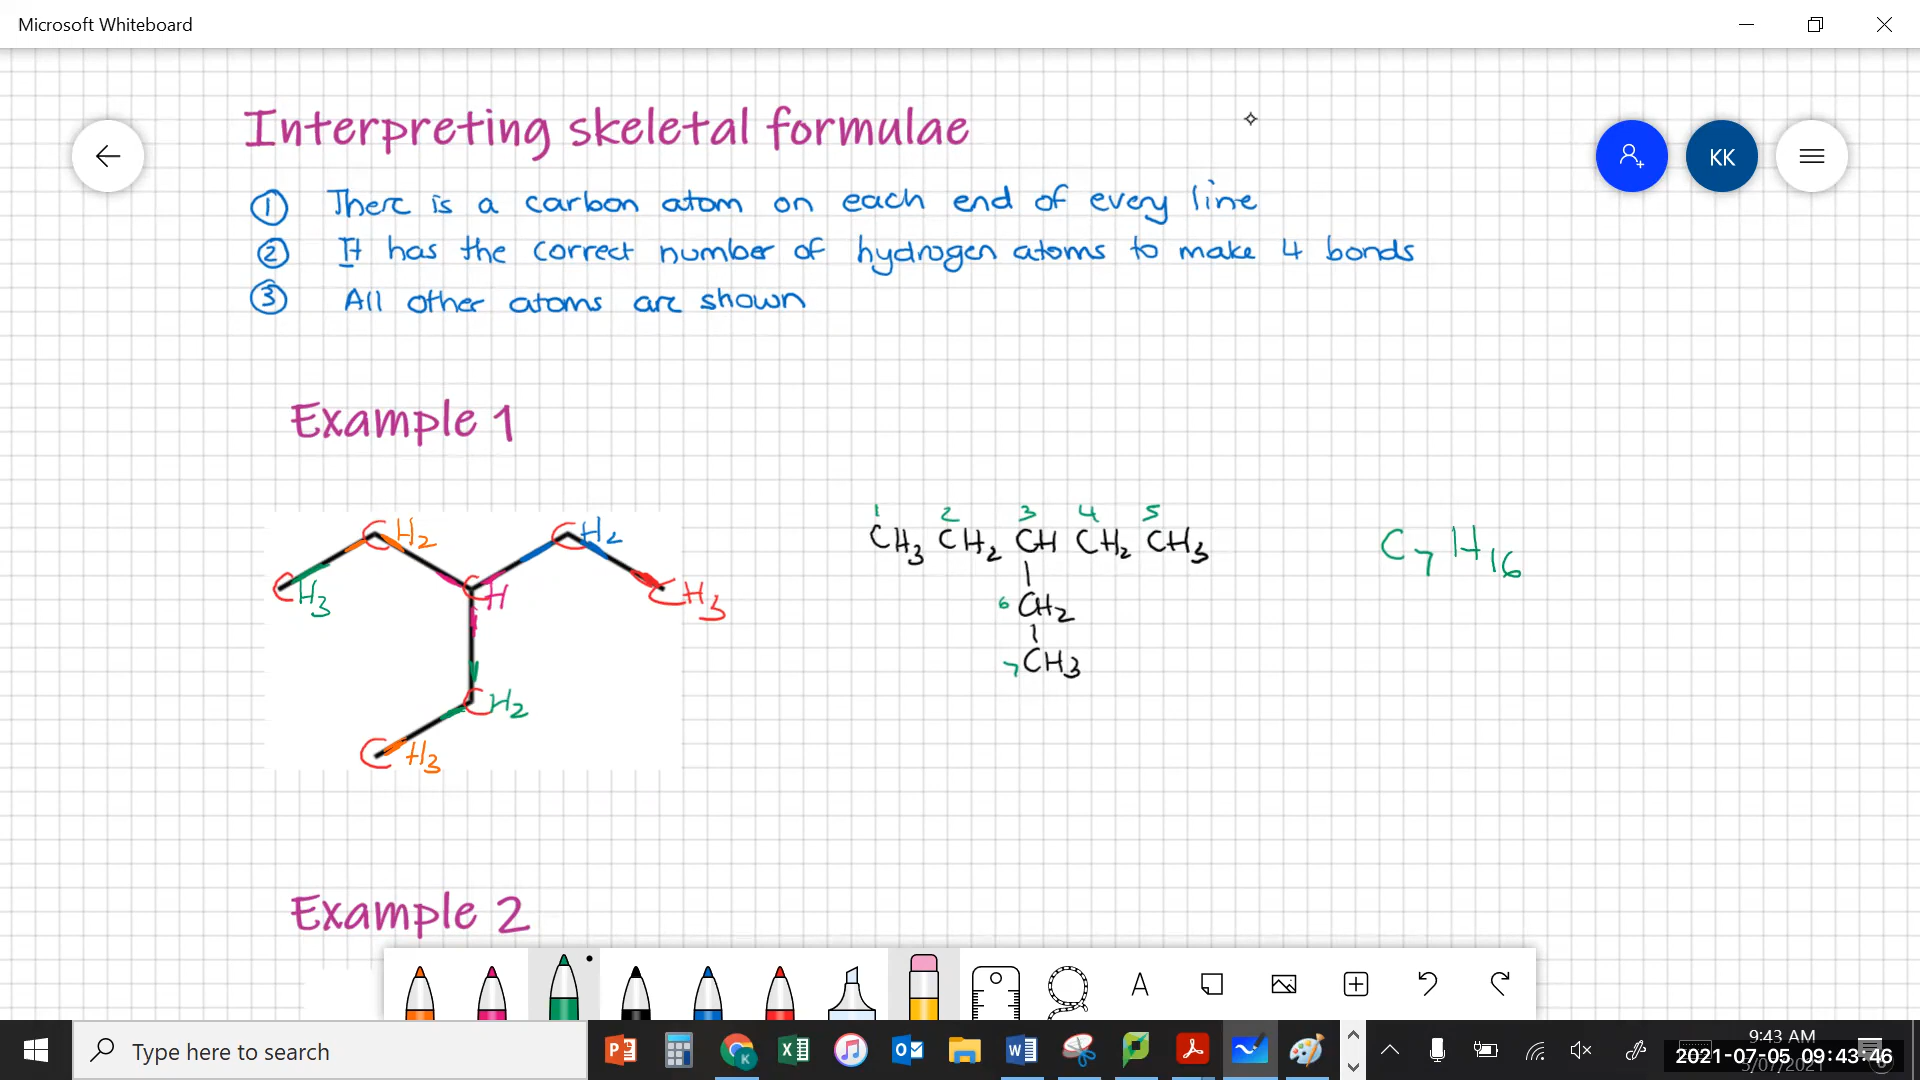 Microsoft Whiteboard
Interpreting skeletal formulae
KK
① There is a carbon atom on each end of every line
② It has the correct number of hydrogen atoms to make 4 bonds
③ All other atoms are shown
Example 1
CH2 CH2
CH3 CH CH3
CH2
CH3
1 2 3 4 5
CH3 CH2 CH CH2 CH3
6 CH2
7 CH3
C7H16
Example 2
A
Type here to search
9:43 AM
2021-07-05 09:43:46